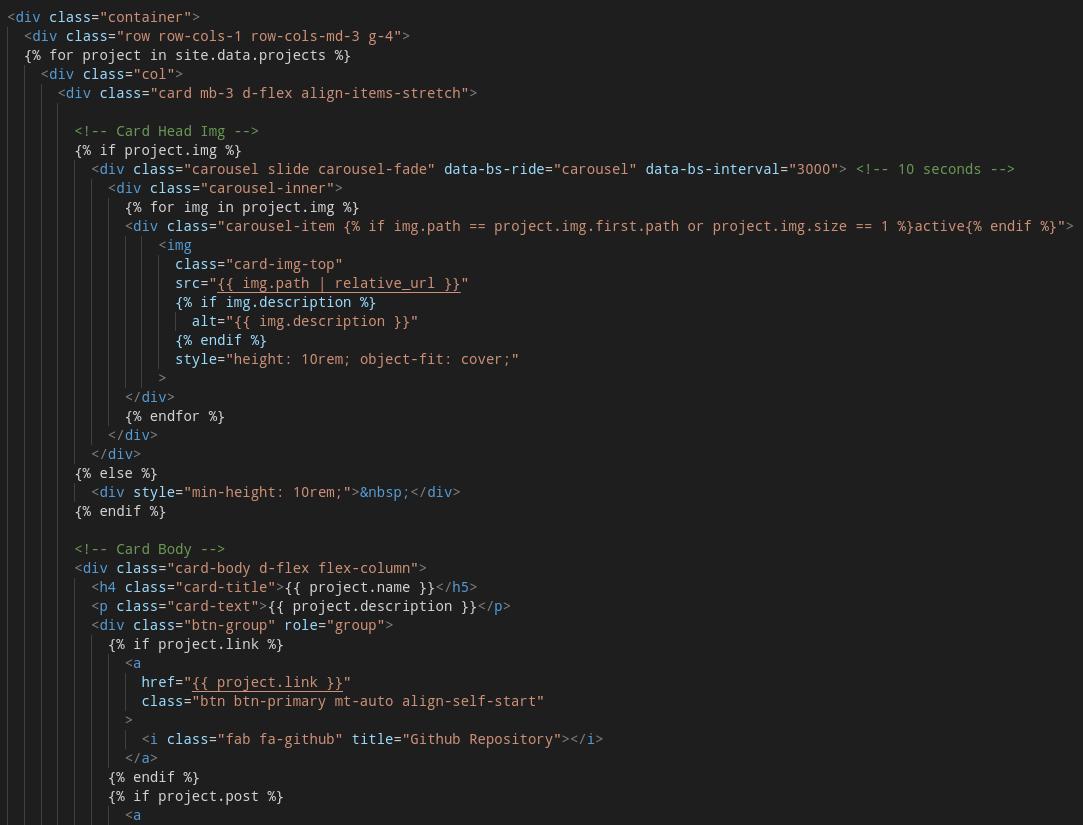 <div class="container">
<div class="row row-cols-1 row-cols-md-3 g-4">
{% for project in site.data.projects %}
<div class="col">
<div class="card mb-3 d-flex align-items-stretch">
<!-- Card Head Img -->
{% if project.img %}
<div class="carousel slide carousel-fade" data-bs-ride="carousel" data-bs-interval="3000"> <!-- 10 seconds -->
<div class="carousel-inner">
{% for img in project.img %}
<div class="carousel-item {% if img.path == project.img.first.path or project.img.size == 1 %}active{% endif %}">
<img
class="card-img-top"
src="{{ img.path | relative_url }}"
{% if img.description %}
alt="{{ img.description }}"
{% endif %}
style="height: 10rem; object-fit: cover;"
>
</div>
{% endfor %}
</div>
</div>
{% else %}
<div style="min-height: 10rem;">&nbsp;</div>
{% endif %}
<!-- Card Body -->
<div class="card-body d-flex flex-column">
<h4 class="card-title">{{ project.name }}</h5>
<p class="card-text">{{ project.description }}</p>
<div class="btn-group" role="group">
{% if project.link %}
<a
href="{{ project.link }}"
class="btn btn-primary mt-auto align-self-start"
>
<i class="fab fa-github" title="Github Repository"></i>
</a>
{% endif %}
{% if project.post %}
<a